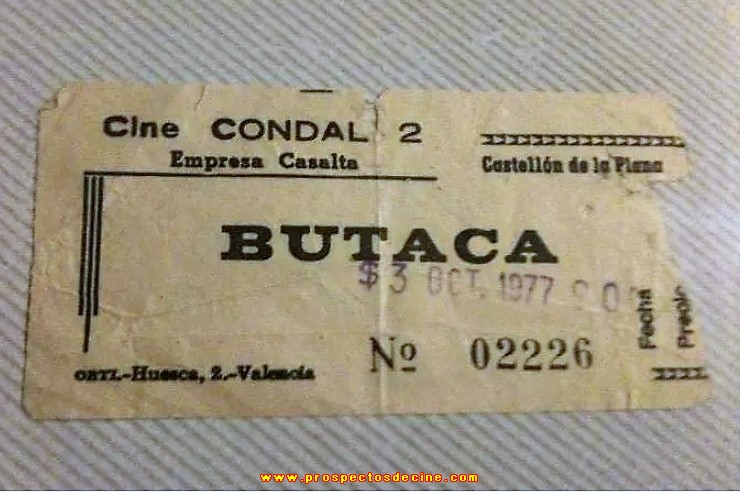 Cine CONDAL 2
Empresa Casalta
Castellón de la Plana
BUTACA
$ 3 OCT. 1977
Fecha
Precio
Nº 02226
ORTI.-Huesca, 2.-Valencia
www.prospectosdecine.com